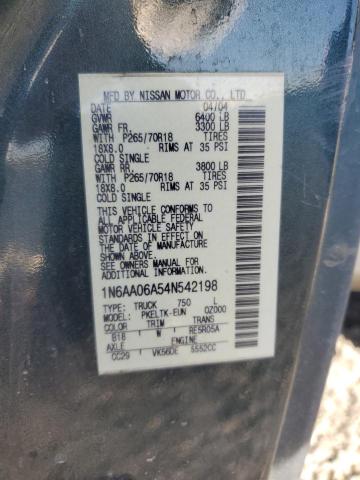 MFD BY NISSAN MOTOR CO., LTD
DATE 04/04
GVWR 6400 LB
GAWR FR. 3300 LB
WITH P265/70R18 TIRES
18X8.0 RIMS AT 35 PSI
COLD SINGLE
GAWR RR. 3800 LB
WITH P265/70R18 TIRES
18X8.0 RIMS AT 35 PSI
COLD SINGLE
THIS VEHICLE CONFORMS TO
ALL APPLICABLE FEDERAL
MOTOR VEHICLE SAFETY
STANDARDS IN EFFECT ON
THE DATE OF MANUFACTURE
SHOWN ABOVE. SEE
OWNER'S MANUAL FOR
ADDITIONAL INFORMATION.
1N6AA06A54N542198
TYPE: TRUCK 750 L
MODEL: PKELTK-EUN 0Z000
COLOR TRIM TRANS
B16 W RE5R05A
AXLE ENGINE
CC29 VK56DE 5552CC